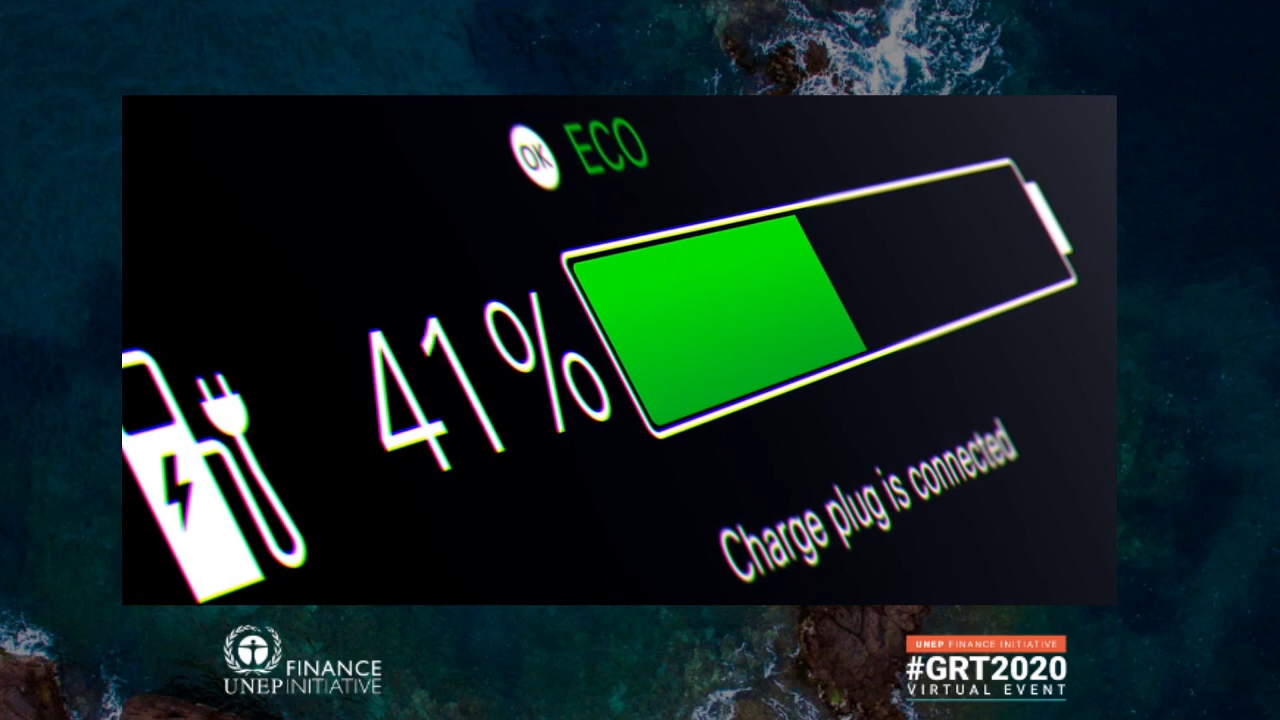 OK ECO
41%
Charge plug is connected
FINANCE
UNEP INITIATIVE
UNEP FINANCE INITIATIVE
#GRT2020
VIRTUAL EVENT